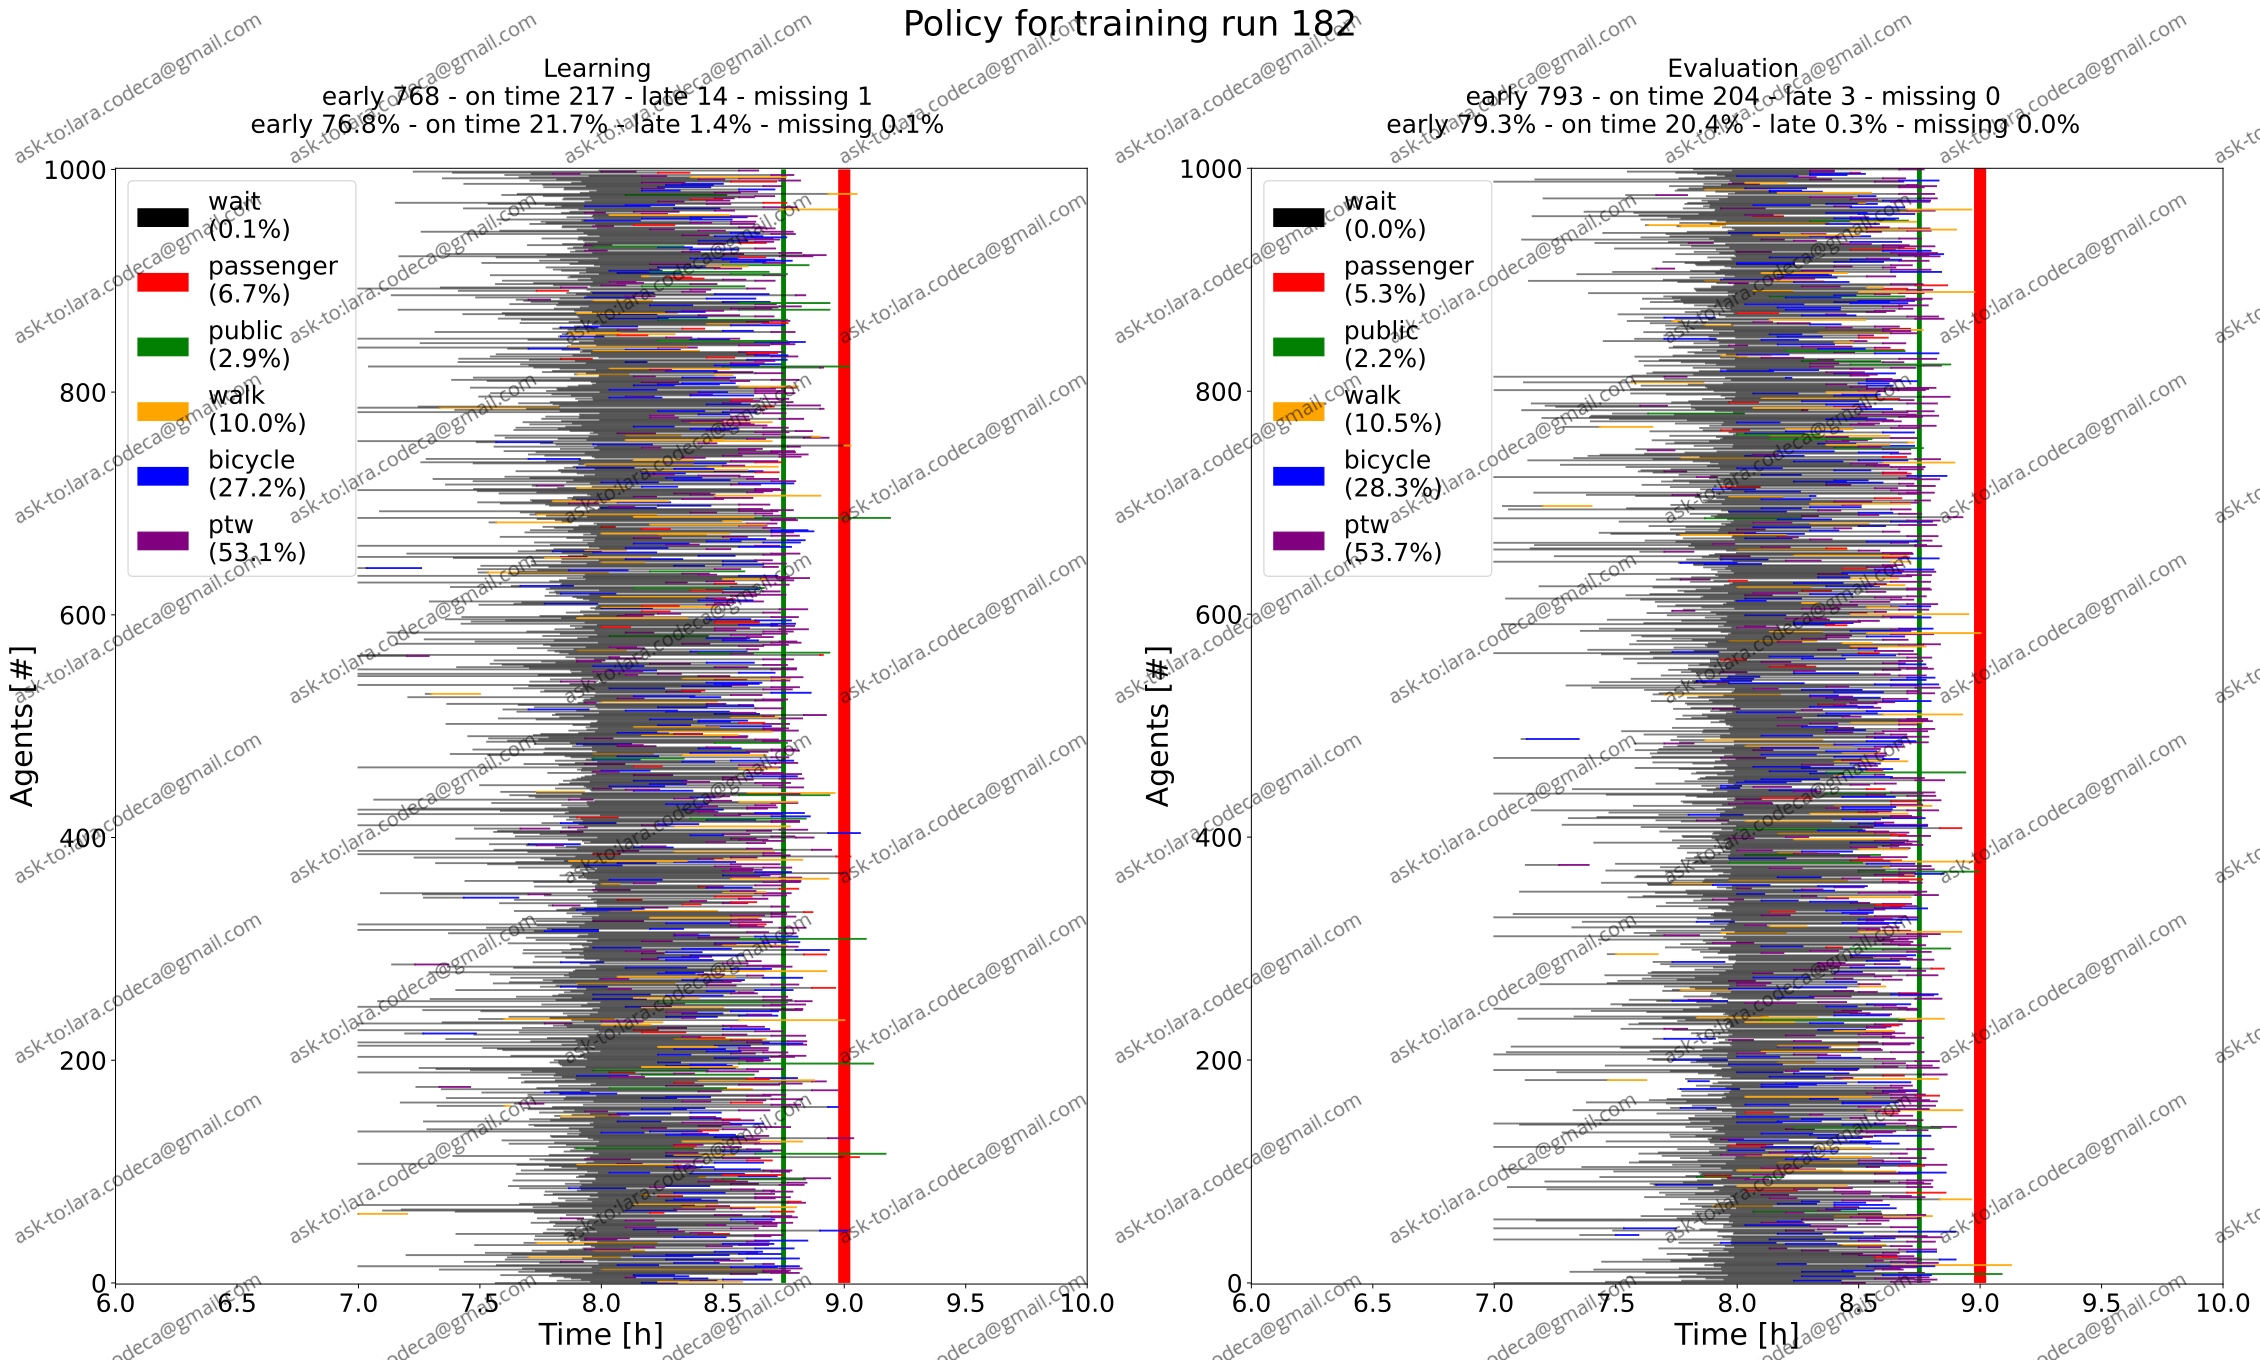 Policy for training run 182
Learning
early 768 - on time 217 - late 14 - missing 1
early 76.8% - on time 21.7% - late 1.4% - missing 0.1%
1000
800
600
400
200
0
Agents [#]
wait
(0.1%)
passenger
(6.7%)
public
(2.9%)
walk
(10.0%)
bicycle
(27.2%)
ptw
(53.1%)
6.0 6.5 7.0 7.5 8.0 8.5 9.0 9.5 10.0
Time [h]
Evaluation
early 793 - on time 204 - late 3 - missing 0
early 79.3% - on time 20.4% - late 0.3% - missing 0.0%
1000
800
600
400
200
0
Agents [#]
wait
(0.0%)
passenger
(5.3%)
public
(2.2%)
walk
(10.5%)
bicycle
(28.3%)
ptw
(53.7%)
6.0 6.5 7.0 7.5 8.0 8.5 9.0 9.5 10.0
Time [h]
ask-to:lara.codeca@gmail.com